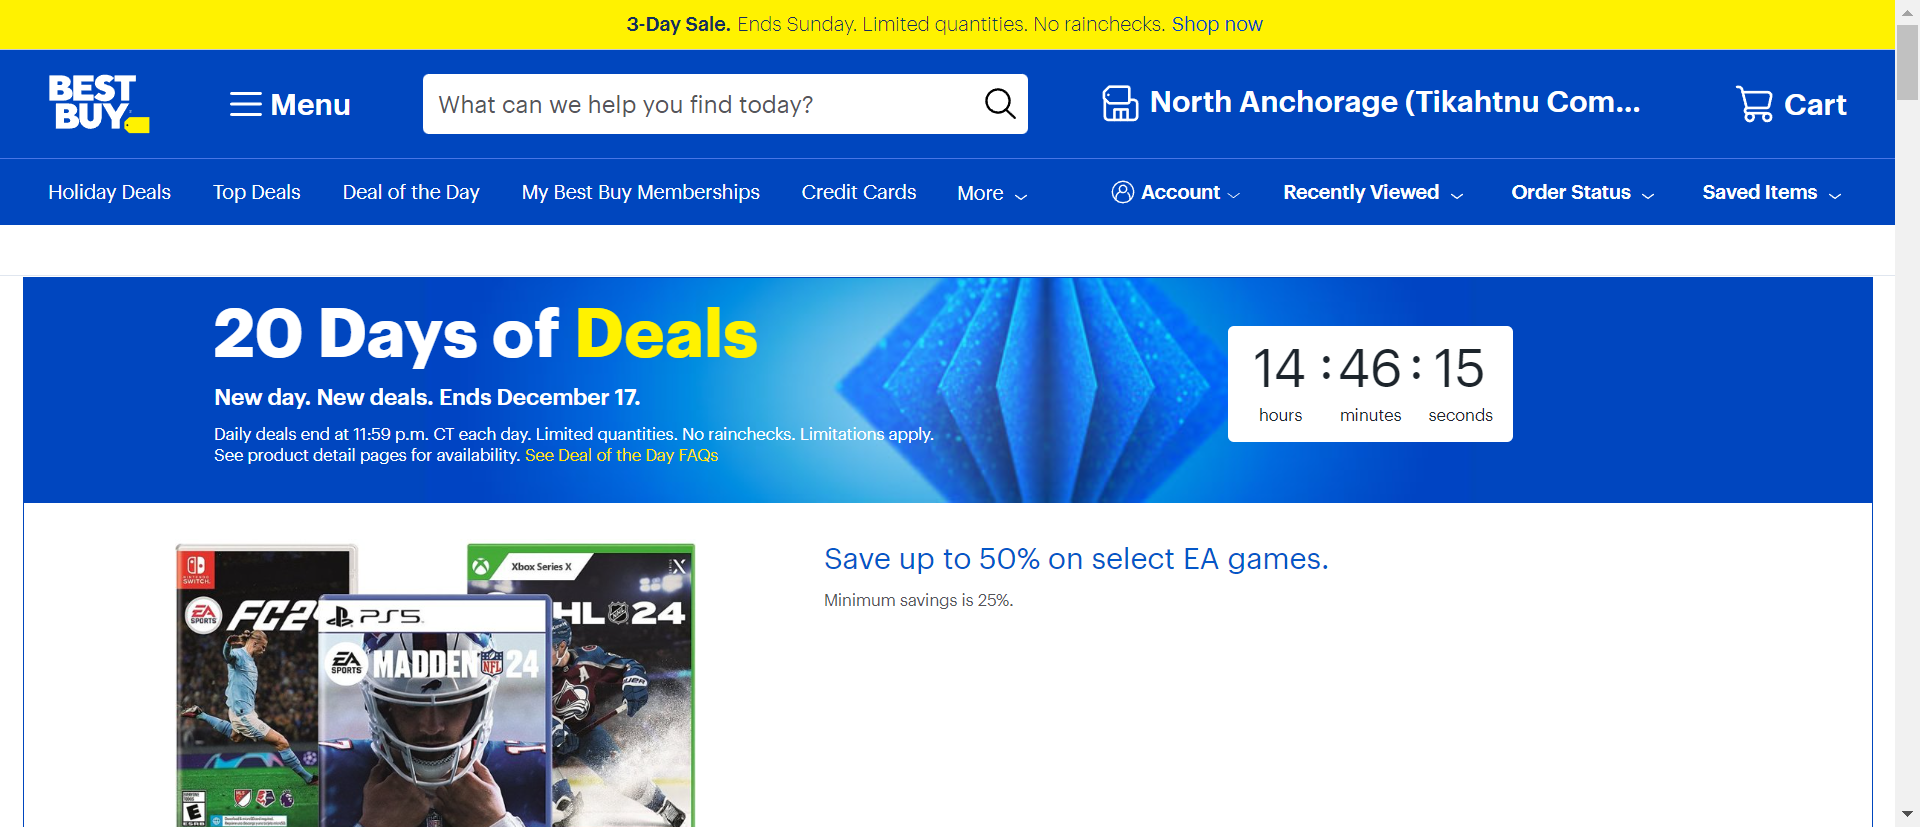 3-Day Sale. Ends Sunday. Limited quantities. No rainchecks. Shop now
BEST
BUY
Menu
What can we help you find today?
North Anchorage (Tikahtnu Com...
Cart
Holiday Deals
Top Deals
Deal of the Day
My Best Buy Memberships
Credit Cards
More
Account
Recently Viewed
Order Status
Saved Items
20 Days of Deals
New day. New deals. Ends December 17.
Daily deals end at 11:59 p.m. CT each day. Limited quantities. No rainchecks. Limitations apply.
See product detail pages for availability. See Deal of the Day FAQs
14 : 46 : 15
hours minutes seconds
Save up to 50% on select EA games.
Minimum savings is 25%.
NINTENDO
SWITCH
EA
SPORTS
FC 24
PS5
EA
SPORTS
MADDEN NFL 24
Xbox Series X
HL 24